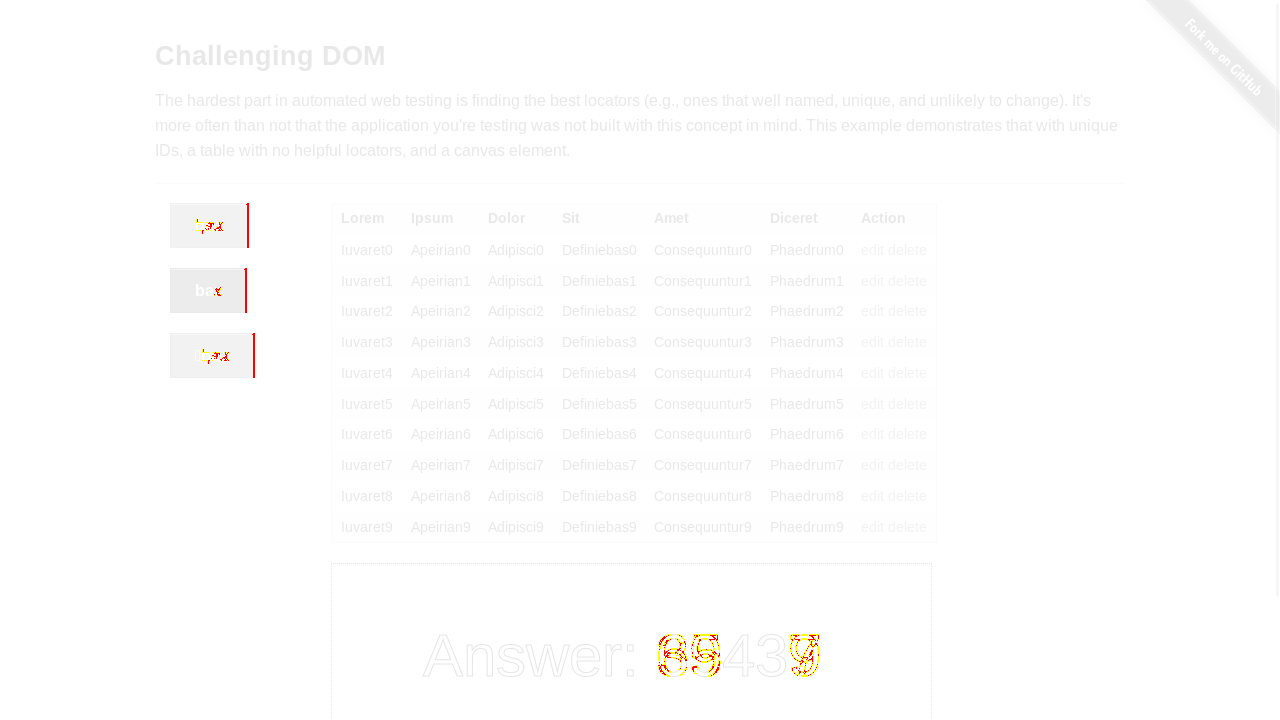 Fork me on GitHub
Challenging DOM
The hardest part in automated web testing is finding the best locators (e.g., ones that well named, unique, and unlikely to change). It's
more often than not that the application you're testing was not built with this concept in mind. This example demonstrates that with unique
IDs, a table with no helpful locators, and a canvas element.
Lorem Ipsum Dolor Sit Amet Diceret Action
Iuvaret0 Apeirian0 Adipisci0 Definiebas0 Consequuntur0 Phaedrum0 edit delete
Iuvaret1 Apeirian1 Adipisci1 Definiebas1 Consequuntur1 Phaedrum1 edit delete
Iuvaret2 Apeirian2 Adipisci2 Definiebas2 Consequuntur2 Phaedrum2 edit delete
Iuvaret3 Apeirian3 Adipisci3 Definiebas3 Consequuntur3 Phaedrum3 edit delete
Iuvaret4 Apeirian4 Adipisci4 Definiebas4 Consequuntur4 Phaedrum4 edit delete
Iuvaret5 Apeirian5 Adipisci5 Definiebas5 Consequuntur5 Phaedrum5 edit delete
Iuvaret6 Apeirian6 Adipisci6 Definiebas6 Consequuntur6 Phaedrum6 edit delete
Iuvaret7 Apeirian7 Adipisci7 Definiebas7 Consequuntur7 Phaedrum7 edit delete
Iuvaret8 Apeirian8 Adipisci8 Definiebas8 Consequuntur8 Phaedrum8 edit delete
Iuvaret9 Apeirian9 Adipisci9 Definiebas9 Consequuntur9 Phaedrum9 edit delete
Answer: